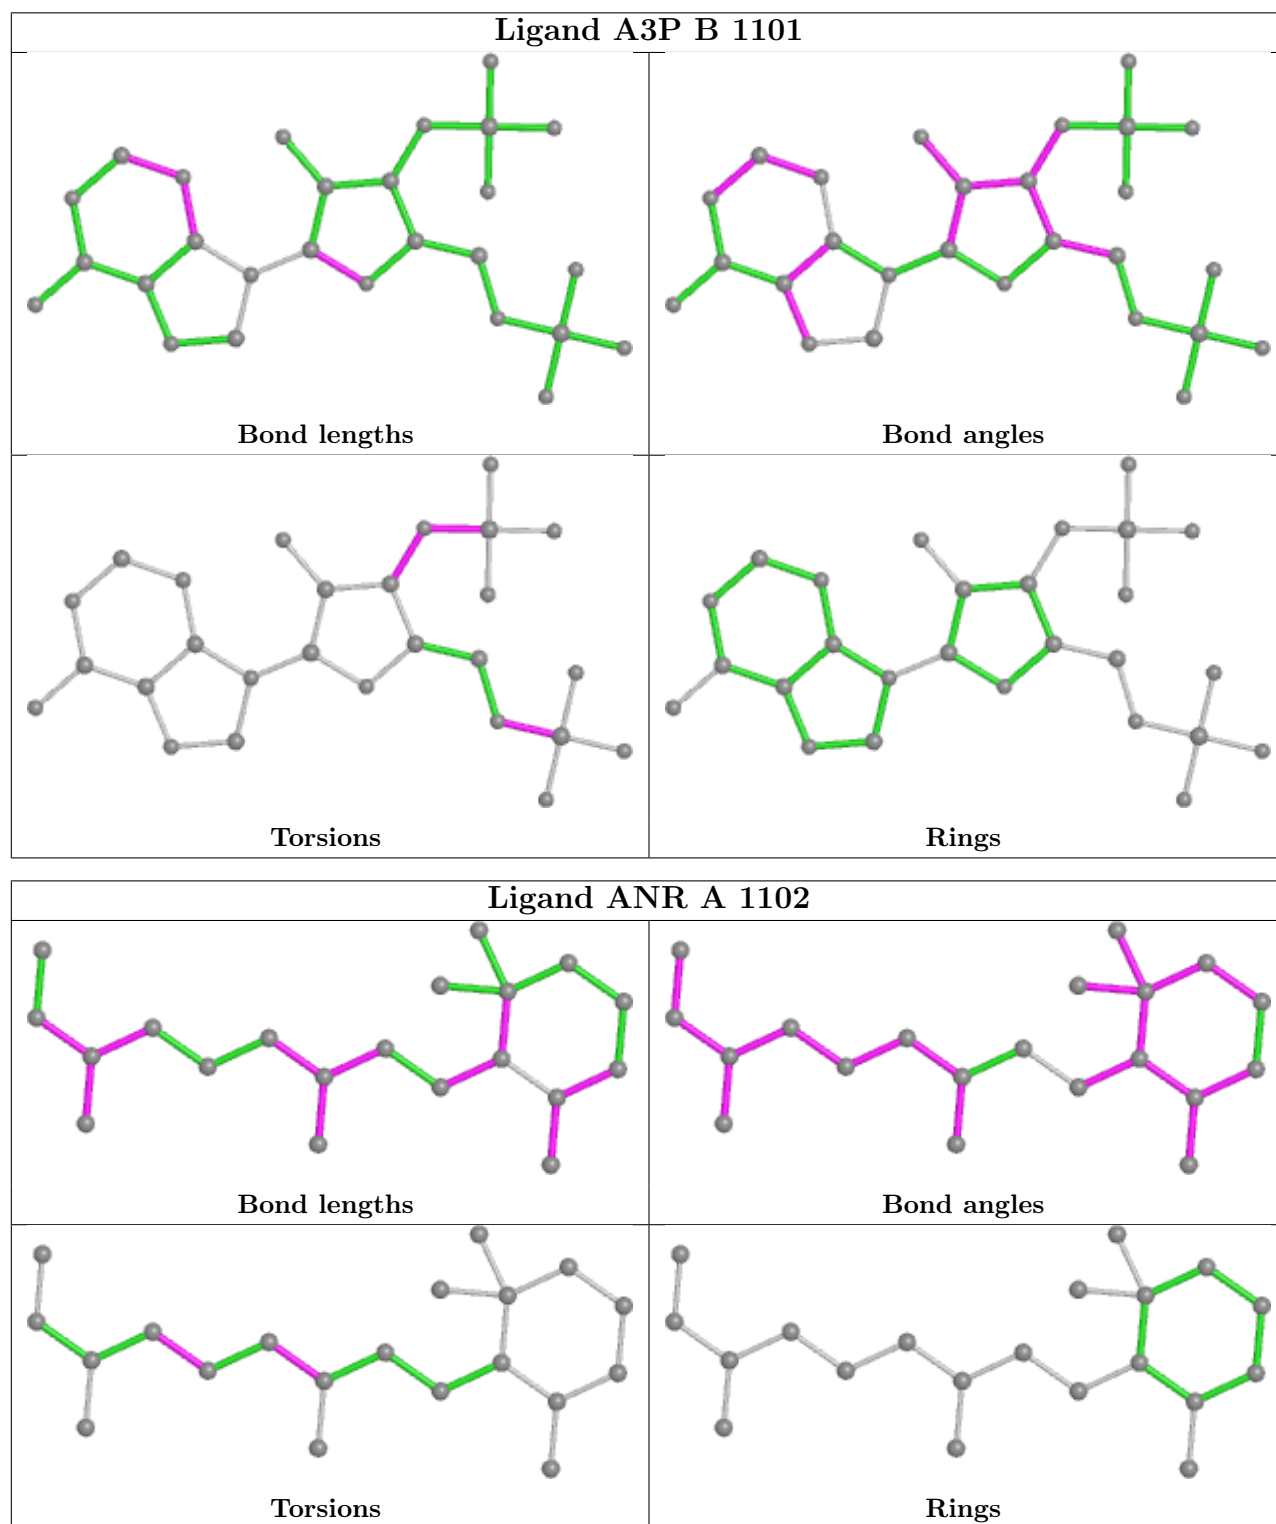 Ligand A3P B 1101
Bond lengths
Bond angles
Torsions
Rings
Ligand ANR A 1102
Bond lengths
Bond angles
Torsions
Rings